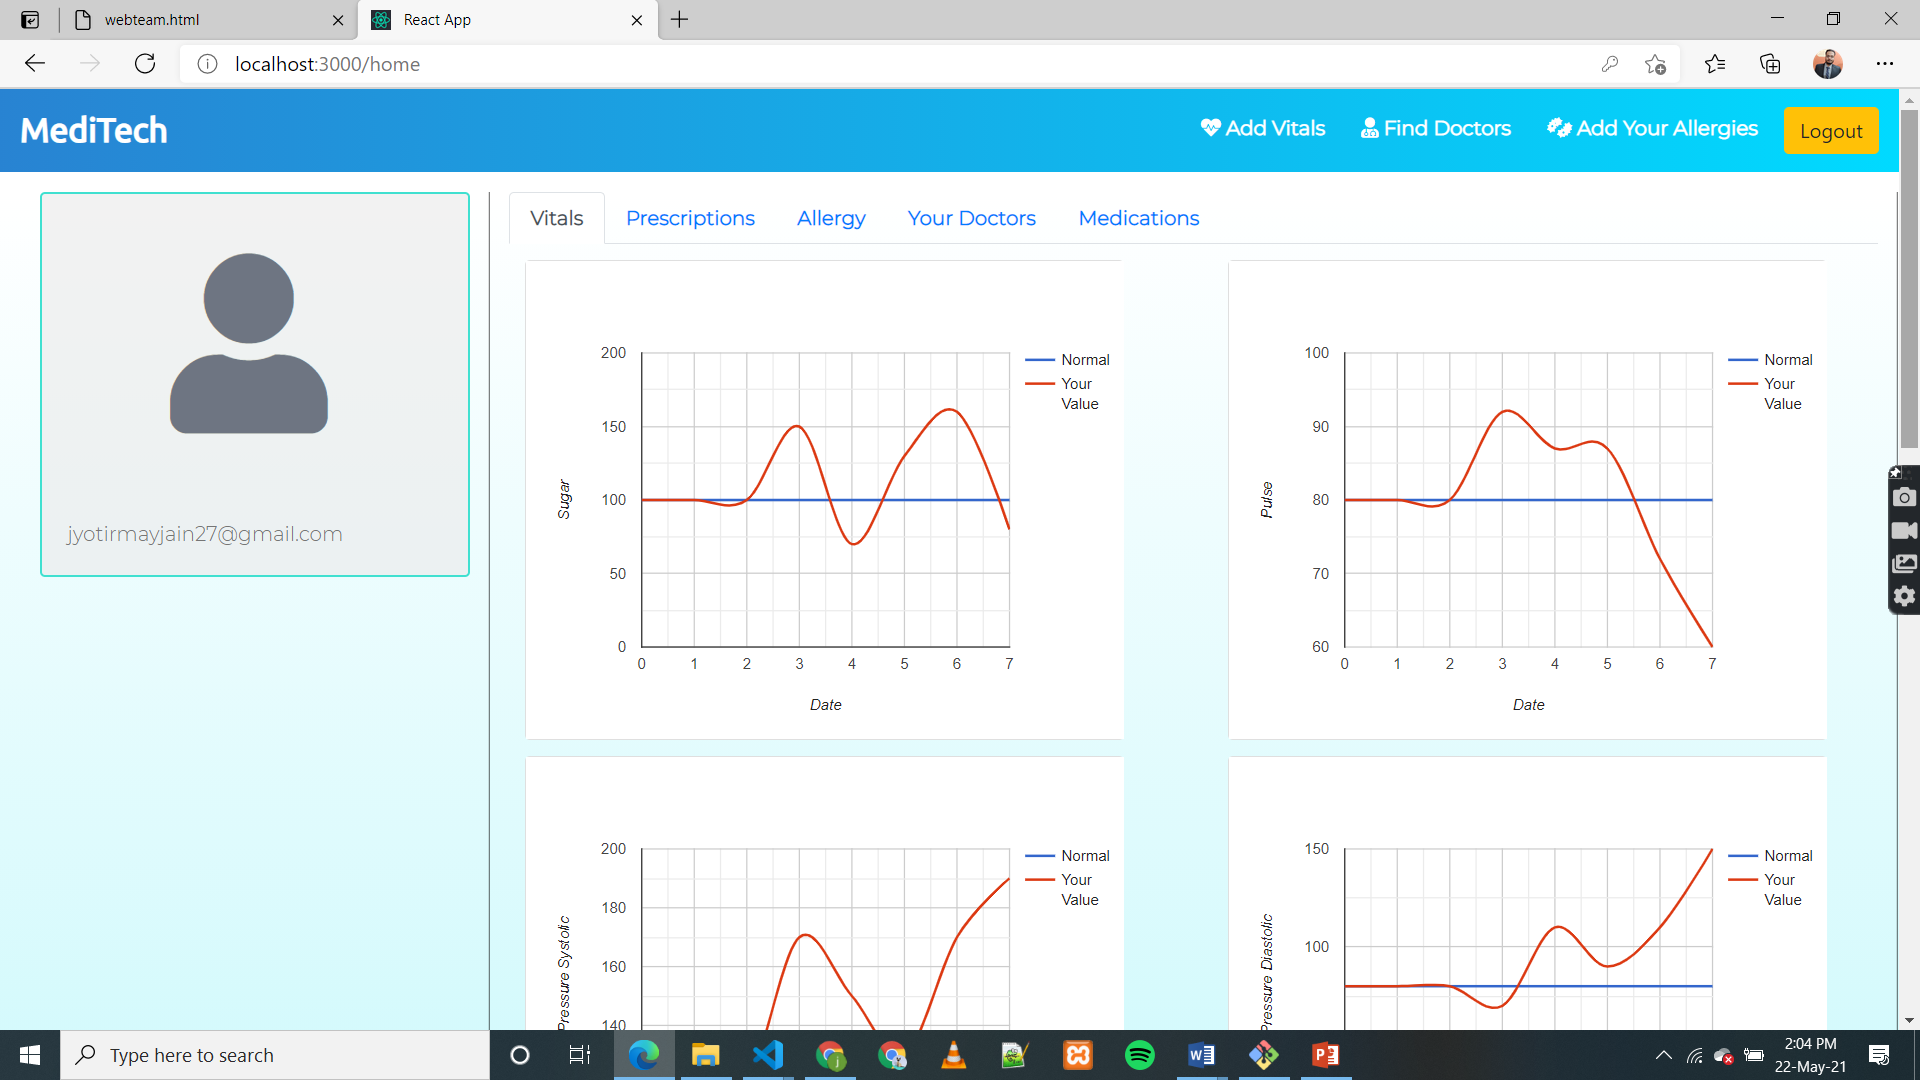 webteam.html
React App
localhost:3000/home
MediTech
Add Vitals
Find Doctors
Add Your Allergies
Logout
jyotirmayjain27@gmail.com
Vitals
Prescriptions
Allergy
Your Doctors
Medications
200
150
100
50
0
Sugar
0 1 2 3 4 5 6 7
Date
Normal
Your
Value
100
90
80
70
60
Pulse
0 1 2 3 4 5 6 7
Date
Normal
Your
Value
200
180
160
140
Pressure Systolic
Normal
Your
Value
150
100
Pressure Diastolic
Normal
Your
Value
Type here to search
2:04 PM
22-May-21